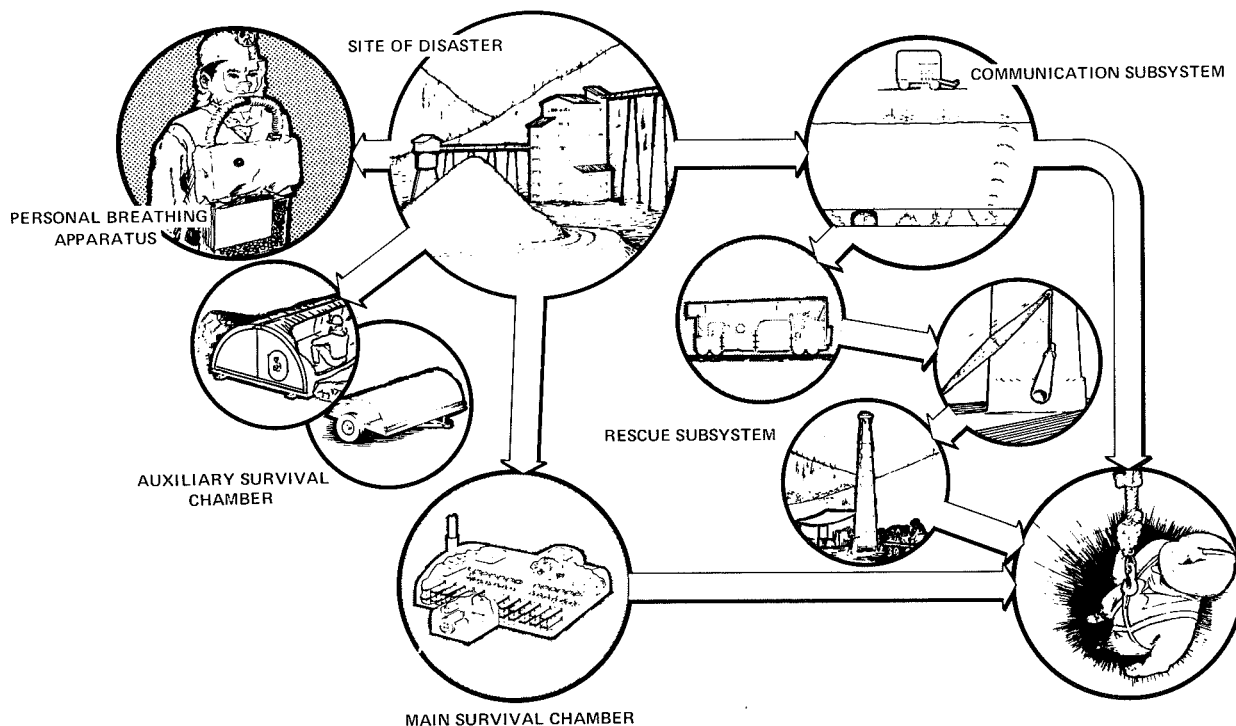 SITE OF DISASTER
COMMUNICATION SUBSYSTEM
PERSONAL BREATHING
APPARATUS
RESCUE SUBSYSTEM
AUXILIARY SURVIVAL
CHAMBER
MAIN SURVIVAL CHAMBER